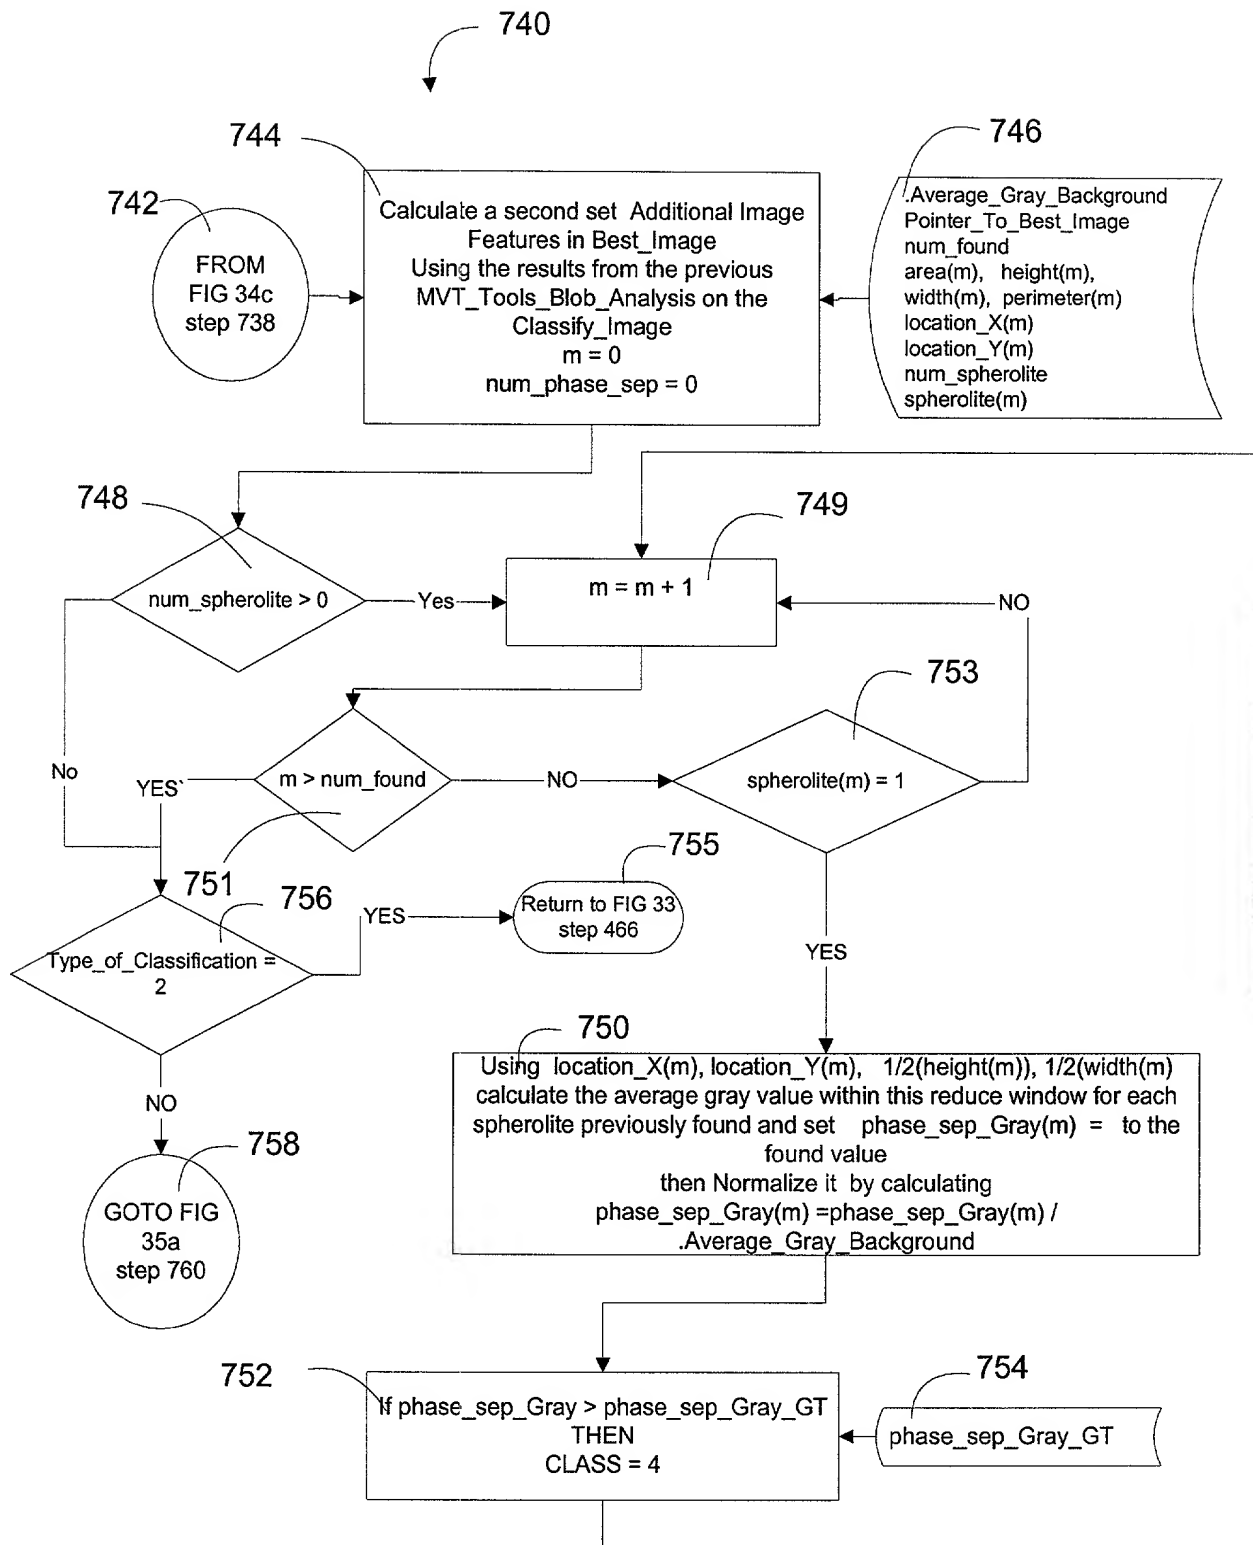 740
744
746
742
Calculate a second set Additional Image
Features in Best_Image
Using the results from the previous
MVT_Tools_Blob_Analysis on the
Classify_Image
m = 0
num_phase_sep = 0
.Average_Gray_Background
Pointer_To_Best_Image
num_found
area(m), height(m),
width(m), perimeter(m)
location_X(m)
location_Y(m)
num_spherolite
spherolite(m)
FROM
FIG 34c
step 738
748
749
num_spherolite > 0
Yes
m = m + 1
NO
753
No
YES`
m > num_found
NO
spherolite(m) = 1
751
755
756
YES
Return to FIG 33
step 466
YES
Type_of_Classification =
2
750
NO
Using location_X(m), location_Y(m), 1/2(height(m)), 1/2(width(m)
calculate the average gray value within this reduce window for each
spherolite previously found and set phase_sep_Gray(m) = to the
found value
then Normalize it by calculating
phase_sep_Gray(m) =phase_sep_Gray(m) /
.Average_Gray_Background
758
GOTO FIG
35a
step 760
752
754
If phase_sep_Gray > phase_sep_Gray_GT
THEN
CLASS = 4
phase_sep_Gray_GT